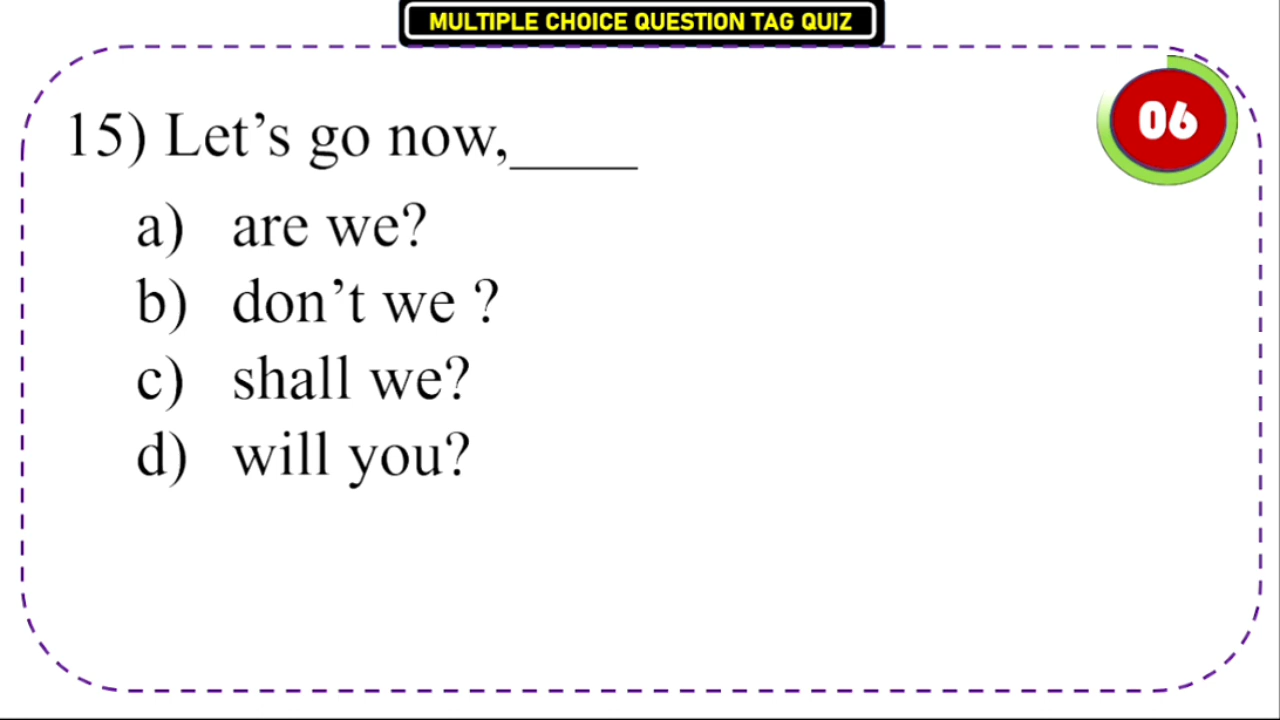 MULTIPLE CHOICE QUESTION TAG QUIZ
06
15) Let’s go now,_____
a) are we?
b) don’t we ?
c) shall we?
d) will you?